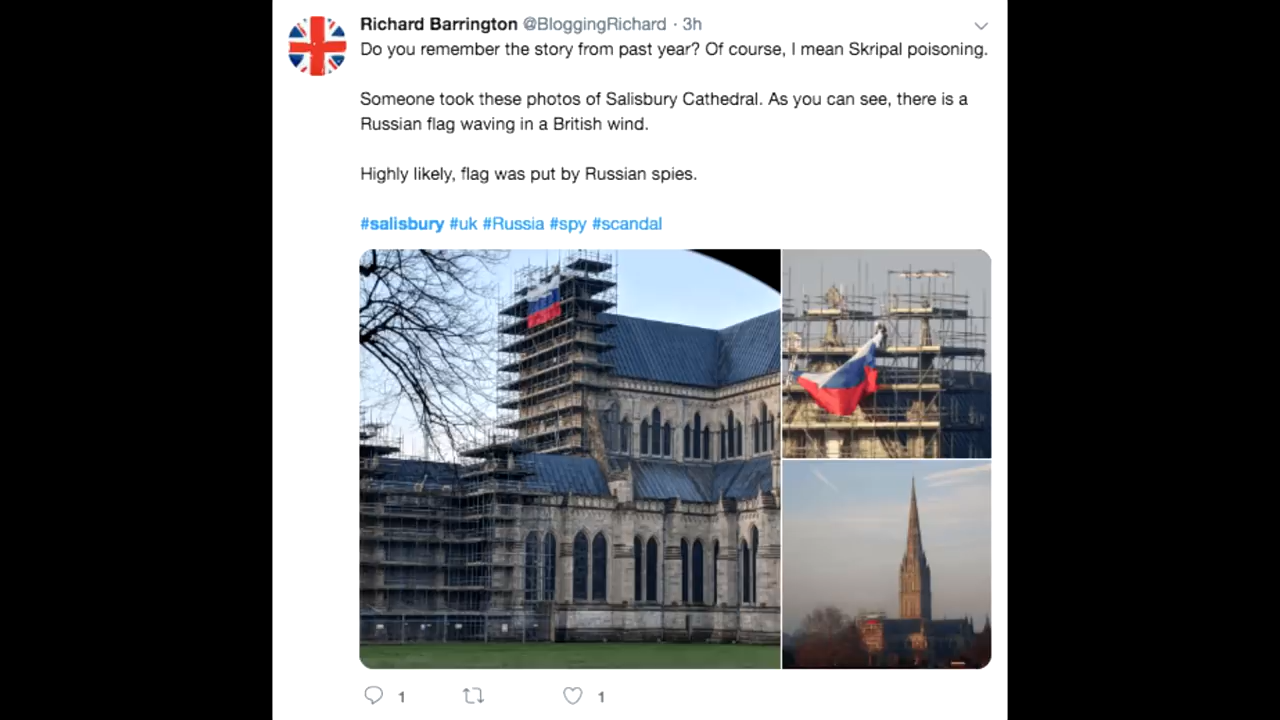 Richard Barrington @BloggingRichard · 3h
Do you remember the story from past year? Of course, I mean Skripal poisoning.
Someone took these photos of Salisbury Cathedral. As you can see, there is a
Russian flag waving in a British wind.
Highly likely, flag was put by Russian spies.
#salisbury #uk #Russia #spy #scandal
1 1